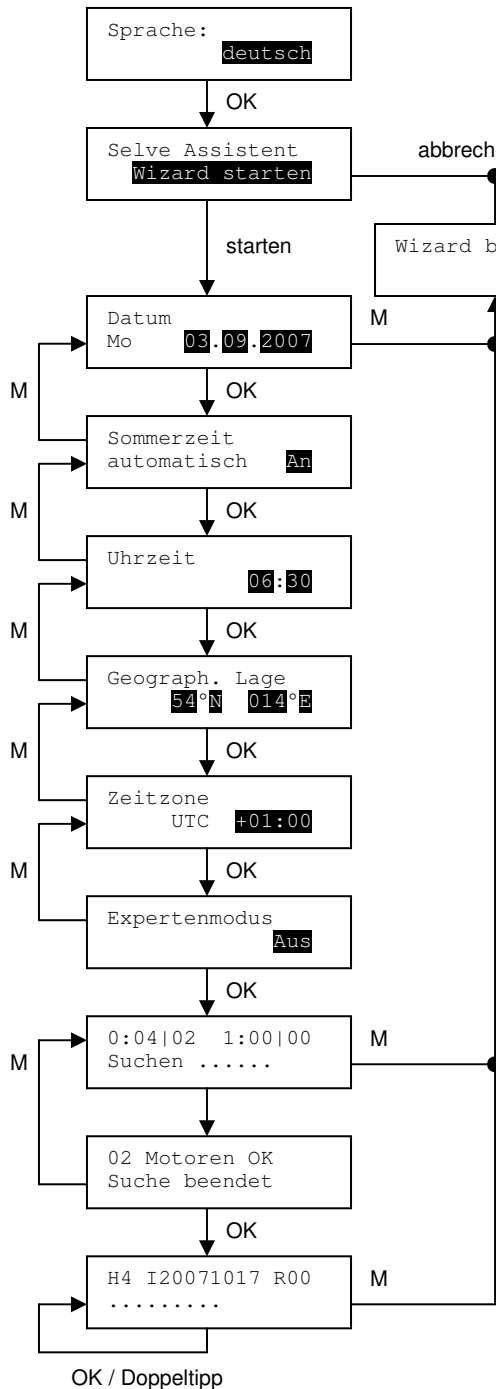 Sprache:
deutsch
OK
Selve Assistent
Wizard starten
abbrech
starten
Wizard b
Datum
Mo 03.09.2007
M
M
OK
Sommerzeit
automatisch An
M
OK
Uhrzeit
06:30
M
OK
Geograph. Lage
54°N 014°E
M
OK
Zeitzone
UTC +01:00
M
OK
Expertenmodus
Aus
OK
0:04|02 1:00|00
Suchen ......
M
M
02 Motoren OK
Suche beendet
OK
H4 I20071017 R00
.........
M
OK / Doppeltipp